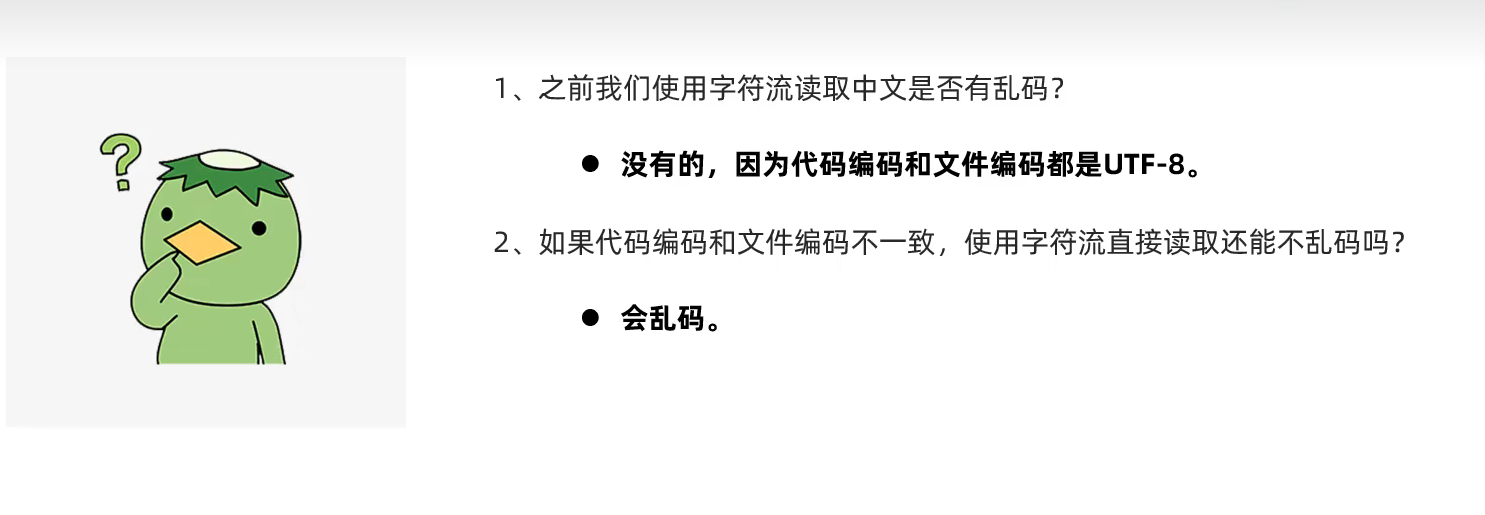 ?
1、之前我们使用字符流读取中文是否有乱码？
● 没有的，因为代码编码和文件编码都是UTF-8。
2、如果代码编码和文件编码不一致，使用字符流直接读取还能不乱码吗？
● 会乱码。